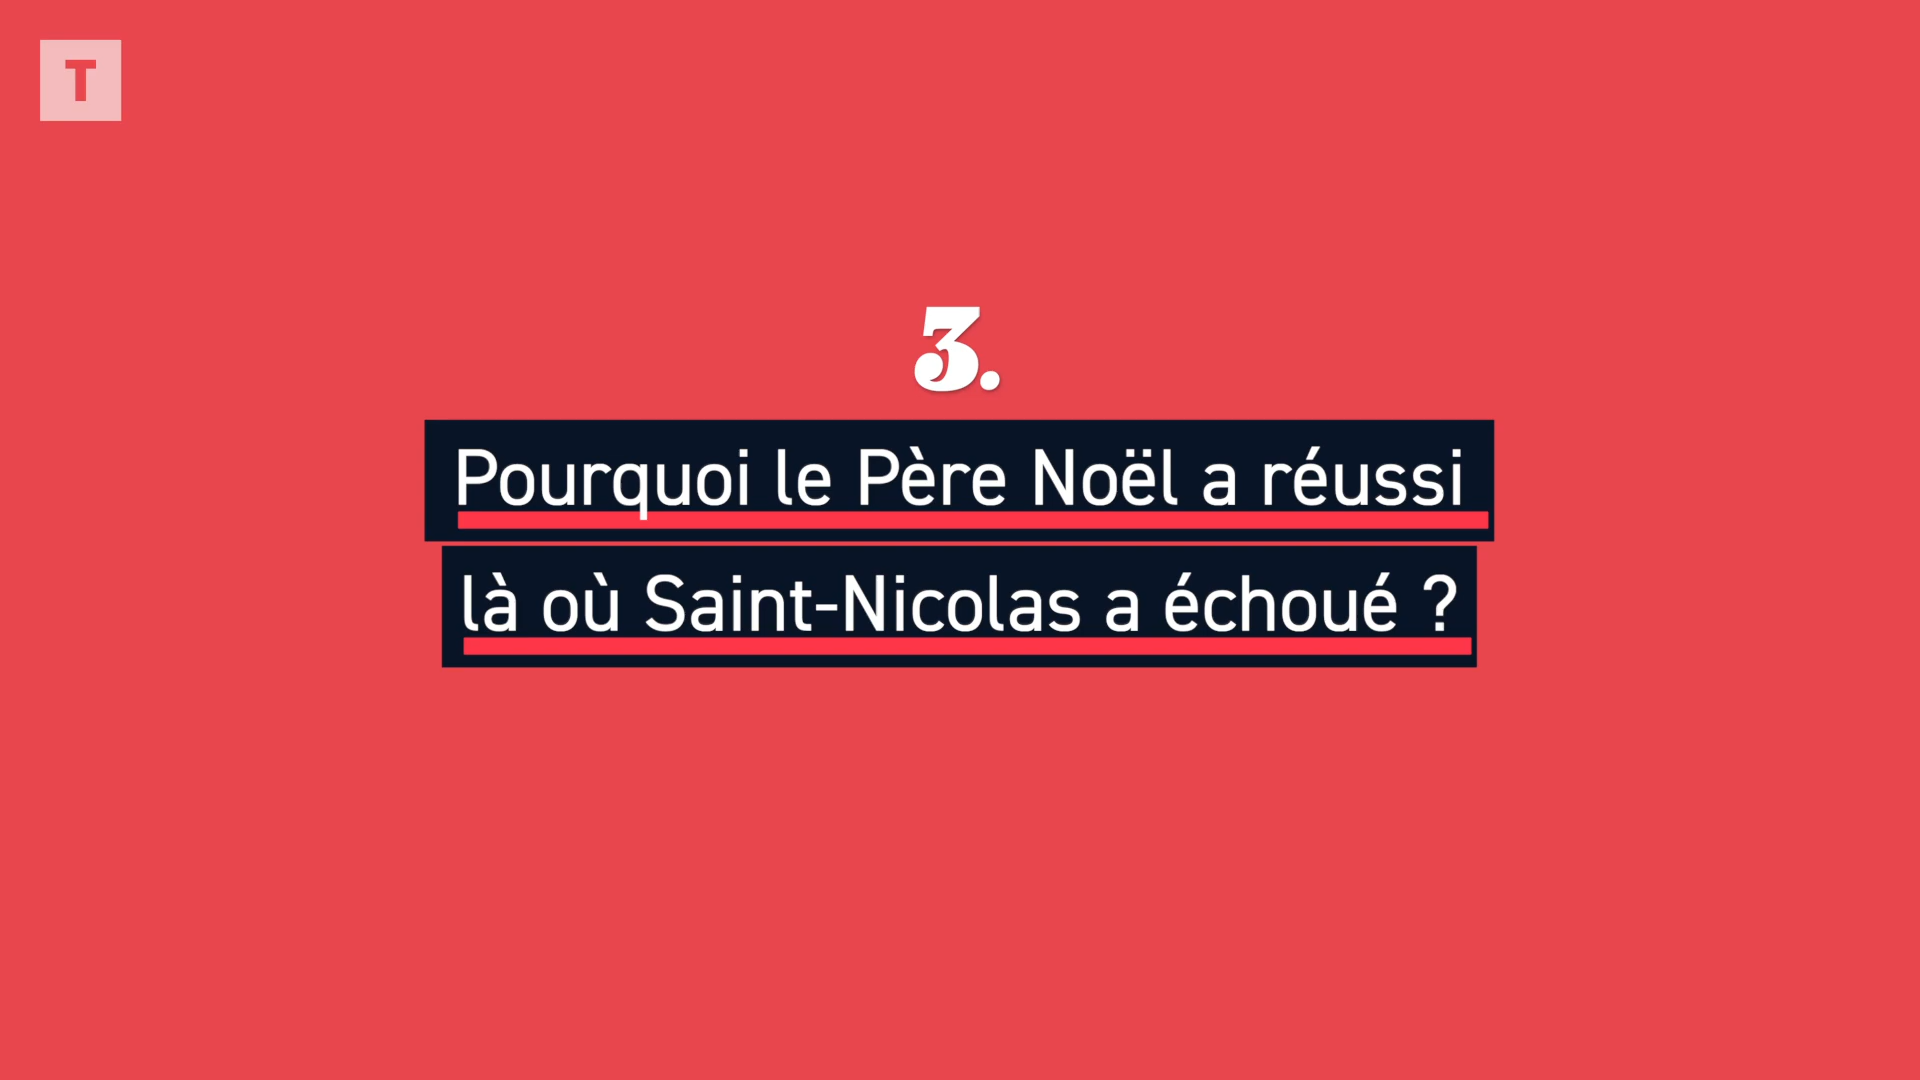 T
3.
Pourquoi le Père Noël a réussi
là où Saint-Nicolas a échoué ?